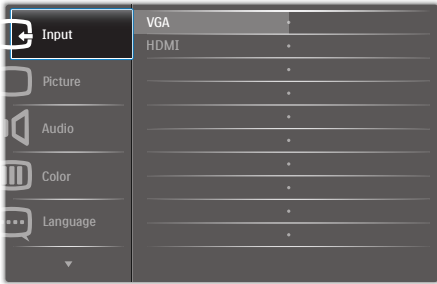 Input
VGA
HDMI
Picture
Audio
Color
Language